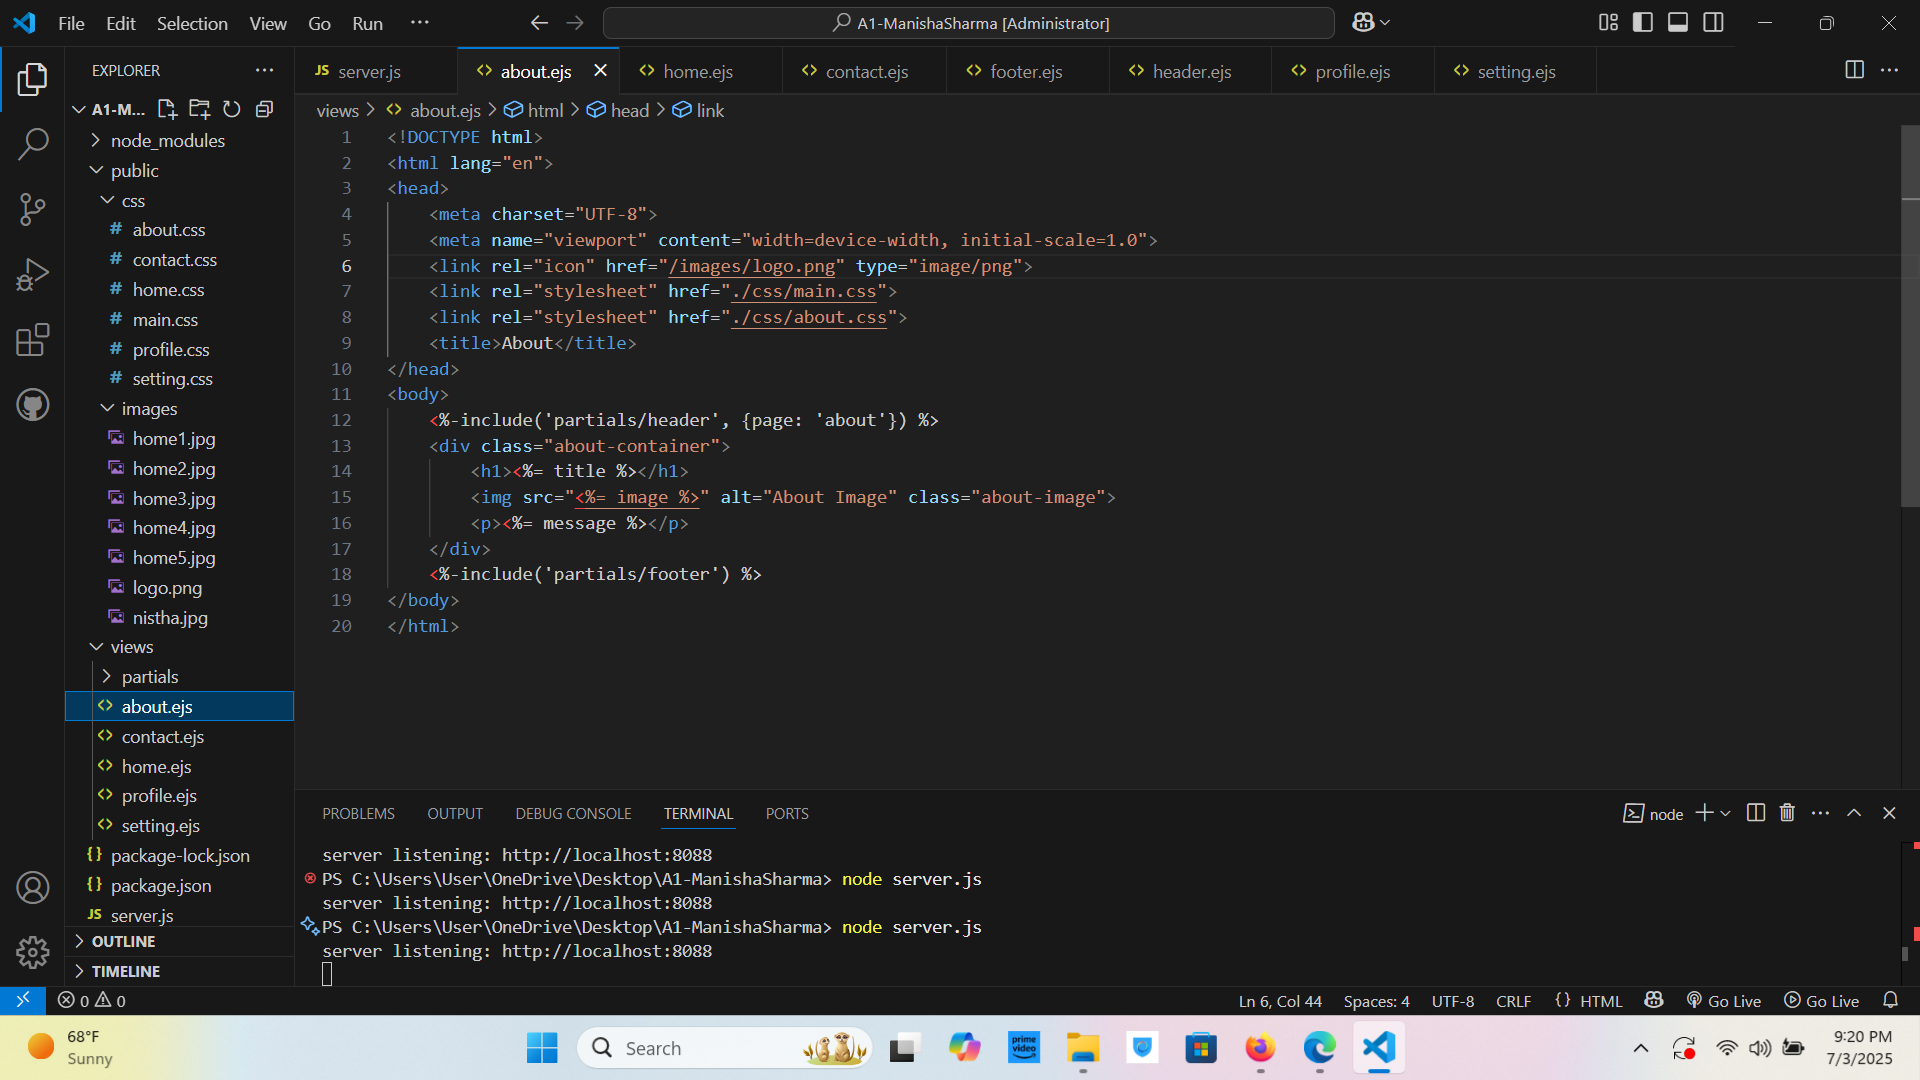 File Edit Selection View Go Run ··· A1-ManishaSharma [Administrator]
EXPLORER
JS server.js <> about.ejs <> home.ejs <> contact.ejs <> footer.ejs <> header.ejs <> profile.ejs <> setting.ejs
views > <> about.ejs > html > head > link
A1-M...
node_modules
public
css
# about.css
# contact.css
# home.css
# main.css
# profile.css
# setting.css
images
home1.jpg
home2.jpg
home3.jpg
home4.jpg
home5.jpg
logo.png
nistha.jpg
views
partials
<> about.ejs
<> contact.ejs
<> home.ejs
<> profile.ejs
<> setting.ejs
{} package-lock.json
{} package.json
JS server.js
OUTLINE
TIMELINE
1 <!DOCTYPE html>
2 <html lang="en">
3 <head>
4 <meta charset="UTF-8">
5 <meta name="viewport" content="width=device-width, initial-scale=1.0">
6 <link rel="icon" href="/images/logo.png" type="image/png">
7 <link rel="stylesheet" href="./css/main.css">
8 <link rel="stylesheet" href="./css/about.css">
9 <title>About</title>
10 </head>
11 <body>
12 <%-include('partials/header', {page: 'about'}) %>
13 <div class="about-container">
14 <h1><%= title %></h1>
15 <img src="<%= image %>" alt="About Image" class="about-image">
16 <p><%= message %></p>
17 </div>
18 <%-include('partials/footer') %>
19 </body>
20 </html>
PROBLEMS OUTPUT DEBUG CONSOLE TERMINAL PORTS node
server listening: http://localhost:8088
PS C:\Users\User\OneDrive\Desktop\A1-ManishaSharma> node server.js
server listening: http://localhost:8088
PS C:\Users\User\OneDrive\Desktop\A1-ManishaSharma> node server.js
server listening: http://localhost:8088
0 0 Ln 6, Col 44 Spaces: 4 UTF-8 CRLF {} HTML Go Live Go Live
68°F
Sunny
Search
prime video
9:20 PM
7/3/2025